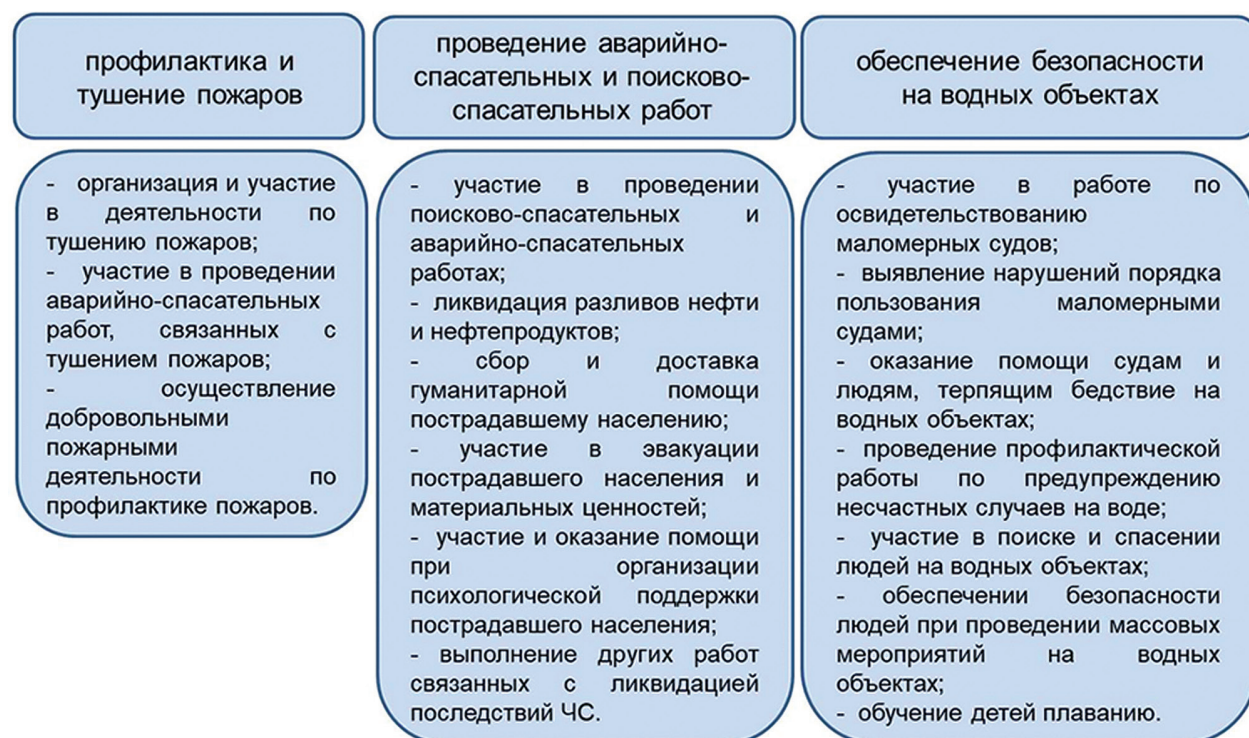 профилактика и
тушение пожаров
- организация и участие
в деятельности по
тушению пожаров;
- участие в проведении
аварийно-спасательных
работ, связанных с
тушением пожаров;
- осуществление
добровольными
пожарными
деятельности по
профилактике пожаров.
проведение аварийно-
спасательных и поисково-
спасательных работ
- участие в проведении
поисково-спасательных и
аварийно-спасательных
работах;
- ликвидация разливов нефти
и нефтепродуктов;
- сбор и доставка
гуманитарной помощи
пострадавшему населению;
- участие в эвакуации
пострадавшего населения и
материальных ценностей;
- участие и оказание помощи
при организации
психологической поддержки
пострадавшего населения;
- выполнение других работ
связанных с ликвидацией
последствий ЧС.
обеспечение безопасности
на водных объектах
- участие в работе по
освидетельствованию
маломерных судов;
- выявление нарушений порядка
пользования маломерными
судами;
- оказание помощи судам и
людям, терпящим бедствие на
водных объектах;
- проведение профилактической
работы по предупреждению
несчастных случаев на воде;
- участие в поиске и спасении
людей на водных объектах;
- обеспечении безопасности
людей при проведении массовых
мероприятий на водных
объектах;
- обучение детей плаванию.